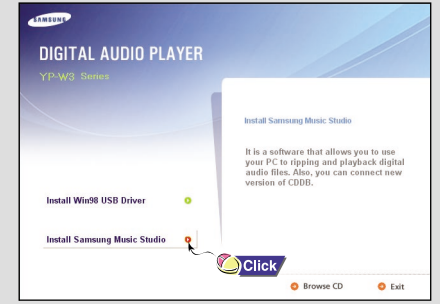 SAMSUNG
DIGITAL AUDIO PLAYER
YP-W3 Series
Install Samsung Music Studio
It is a software that allows you to use
your PC to ripping and playback digital
audio files. Also, you can connect new
version of CDDB.
Install Win98 USB Driver
Install Samsung Music Studio
Click
Browse CD
Exit